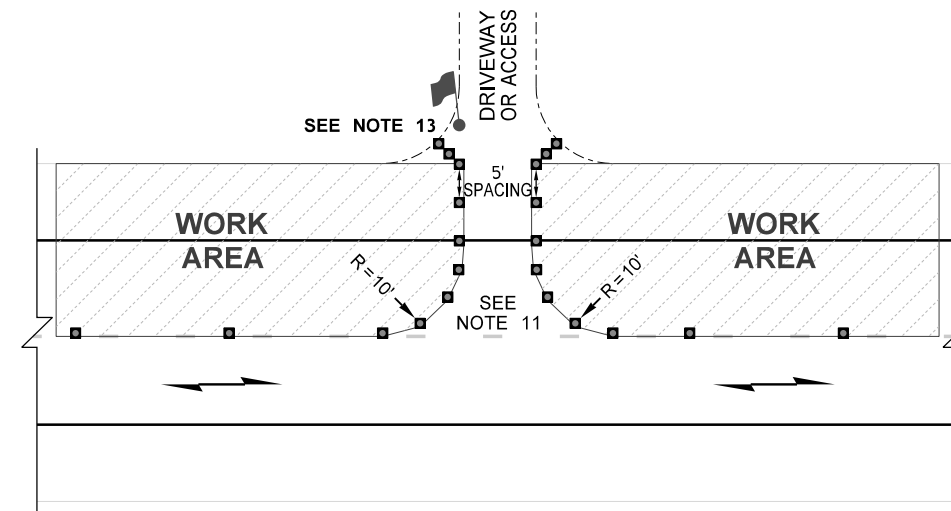 DRIVEWAY
OR ACCESS
SEE NOTE 13
5'
SPACING
WORK
AREA
WORK
AREA
R=10'
R=10'
SEE
NOTE 11